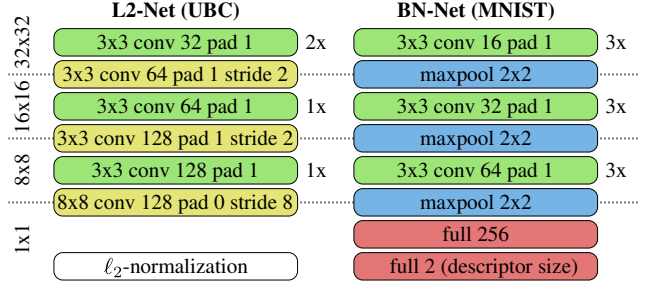 L2-Net (UBC) BN-Net (MNIST)
32x32 3x3 conv 32 pad 1 2x 3x3 conv 16 pad 1 3x
3x3 conv 64 pad 1 stride 2 maxpool 2x2
16x16 3x3 conv 64 pad 1 1x 3x3 conv 32 pad 1 3x
3x3 conv 128 pad 1 stride 2 maxpool 2x2
8x8 3x3 conv 128 pad 1 1x 3x3 conv 64 pad 1 3x
8x8 conv 128 pad 0 stride 8 maxpool 2x2
1x1 full 256
ℓ2-normalization full 2 (descriptor size)